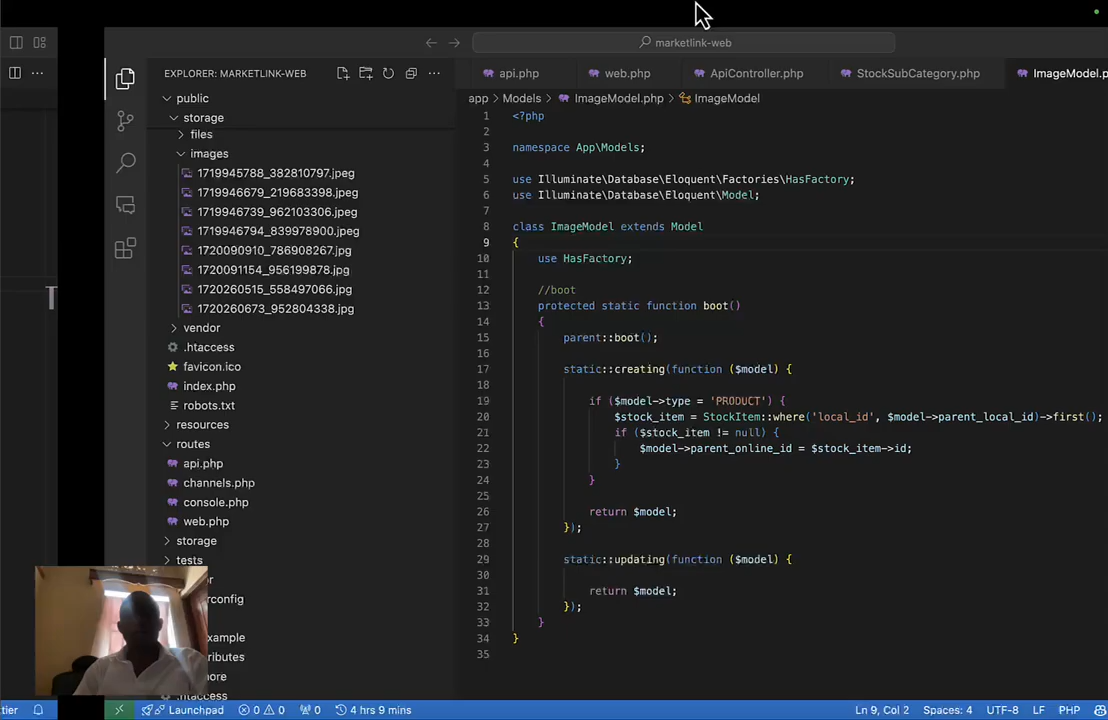 marketlink-web
EXPLORER: MARKETLINK-WEB
public
storage
files
images
1719945788_382810797.jpeg
1719946679_219683398.jpeg
1719946739_962103306.jpeg
1719946794_839978900.jpeg
1720090910_786908267.jpg
1720091154_956199878.jpg
1720260515_558497066.jpg
1720260673_952804338.jpg
vendor
.htaccess
favicon.ico
index.php
robots.txt
resources
routes
api.php
channels.php
console.php
web.php
storage
tests
or
rconfig
xample
ributes
nore
.htaccess
api.php
web.php
ApiController.php
StockSubCategory.php
ImageModel.p
app > Models > ImageModel.php > ImageModel
1 <?php
2
3 namespace App\Models;
4
5 use Illuminate\Database\Eloquent\Factories\HasFactory;
6 use Illuminate\Database\Eloquent\Model;
7
8 class ImageModel extends Model
9 {
10 use HasFactory;
11
12 //boot
13 protected static function boot()
14 {
15 parent::boot();
16
17 static::creating(function ($model) {
18
19 if ($model->type = 'PRODUCT') {
20 $stock_item = StockItem::where('local_id', $model->parent_local_id)->first();
21 if ($stock_item != null) {
22 $model->parent_online_id = $stock_item->id;
23 }
24 }
25
26 return $model;
27 });
28
29 static::updating(function ($model) {
30
31 return $model;
32 });
33 }
34 }
35
T
tier
Launchpad
0 0
0
4 hrs 9 mins
Ln 9, Col 2
Spaces: 4
UTF-8
LF
PHP